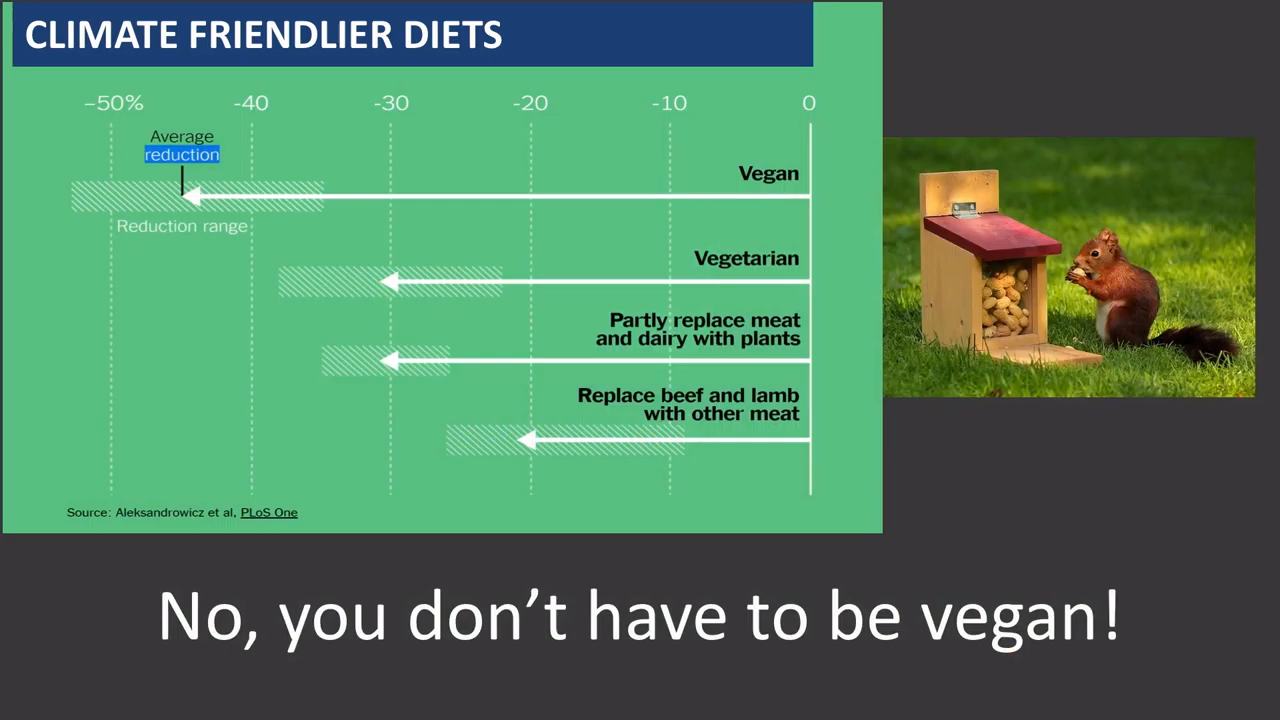 CLIMATE FRIENDLIER DIETS
–50% -40 -30 -20 -10 0
Average
reduction
Vegan
Reduction range
Vegetarian
Partly replace meat
and dairy with plants
Replace beef and lamb
with other meat
Source: Aleksandrowicz et al, PLoS One
No, you don’t have to be vegan!